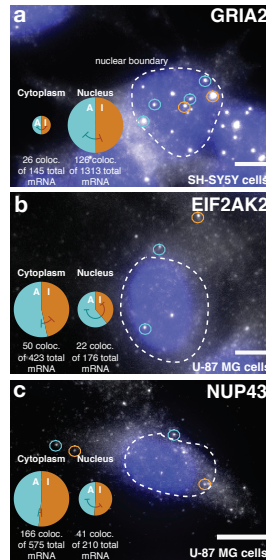 a GRIA2
nuclear boundary
Cytoplasm Nucleus
A I A I
26 coloc. 126 coloc.
of 145 total of 1313 total
mRNA mRNA
SH-SY5Y cells
b EIF2AK2
Cytoplasm Nucleus
A I A I
50 coloc. 22 coloc.
of 423 total of 176 total
mRNA mRNA
U-87 MG cells
c NUP43
Cytoplasm Nucleus
A I A I
166 coloc. 41 coloc.
of 575 total of 210 total
mRNA mRNA
U-87 MG cells